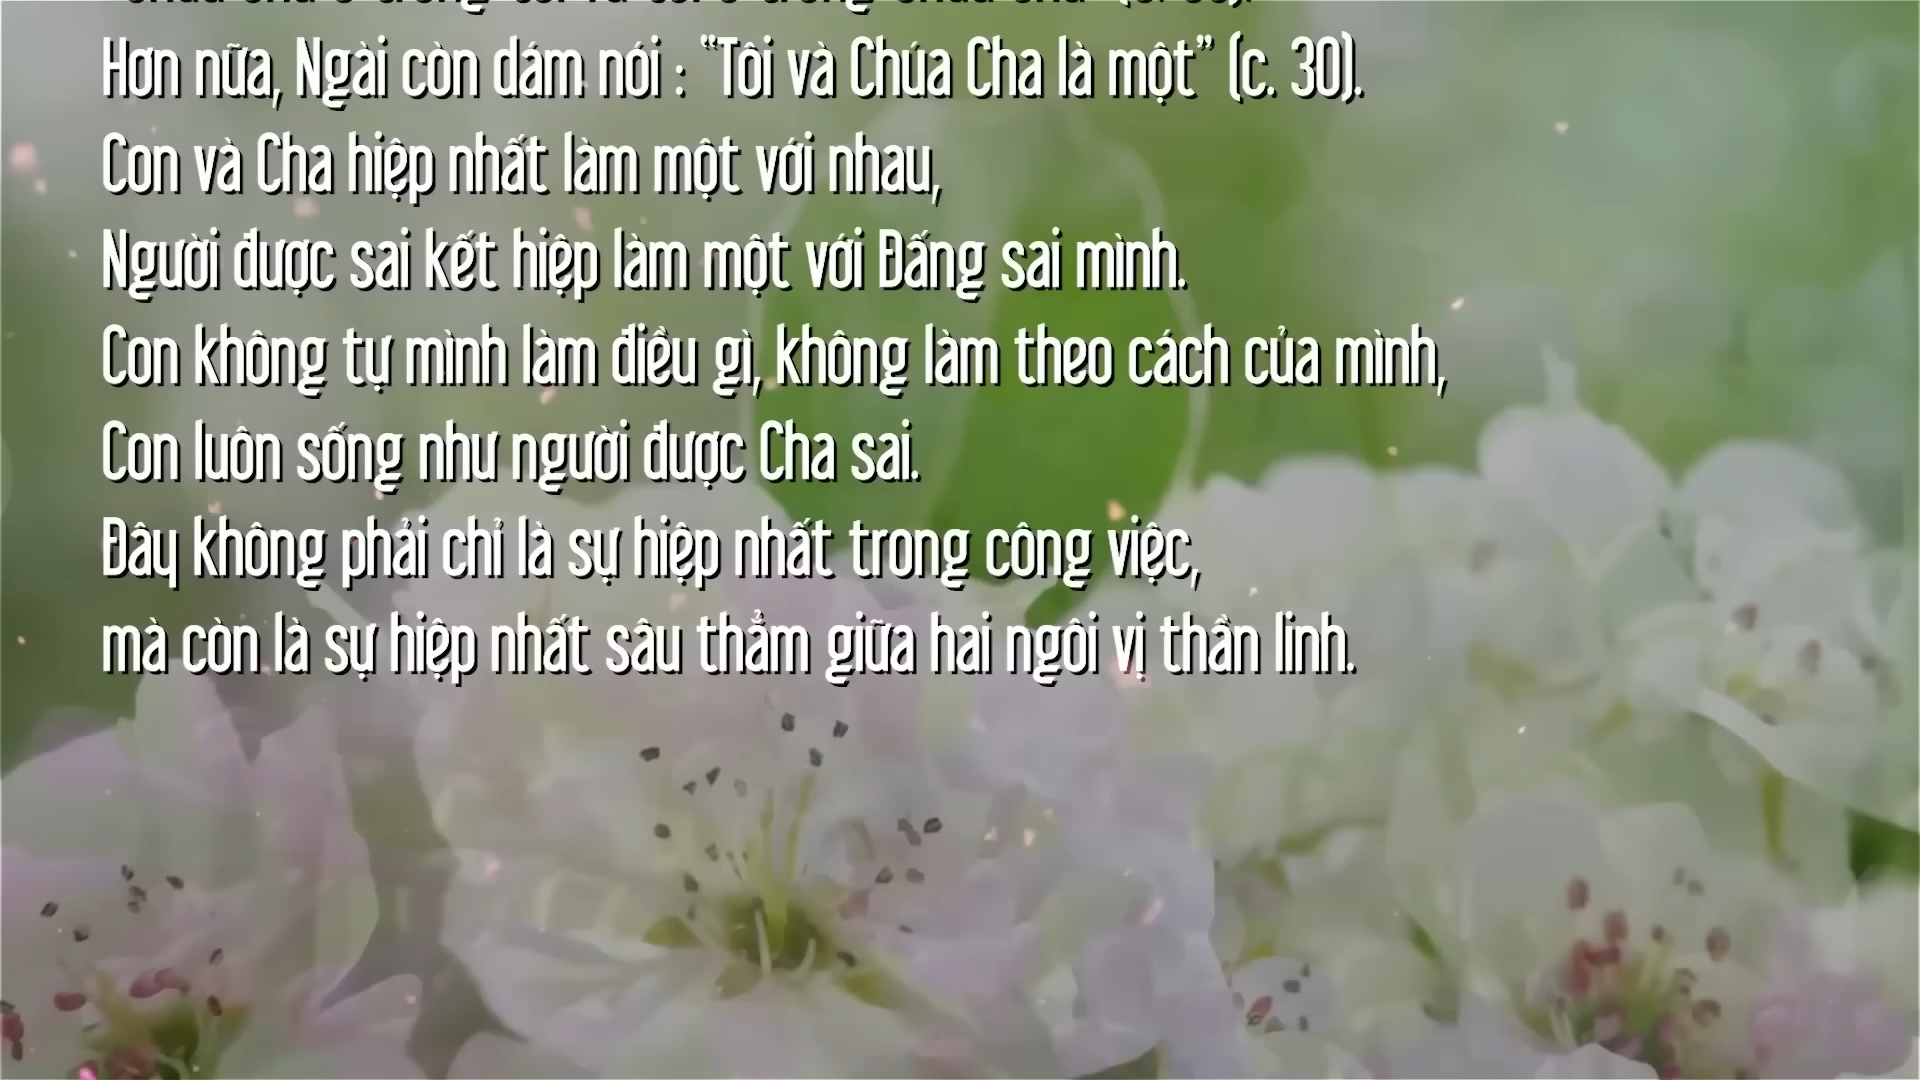 Hơn nữa, Ngài còn dám nói : “Tôi và Chúa Cha là một” (c. 30).
Con và Cha hiệp nhất làm một với nhau,
Người được sai kết hiệp làm một với Đấng sai mình.
Con không tự mình làm điều gì, không làm theo cách của mình,
Con luôn sống như người được Cha sai.
Đây không phải chỉ là sự hiệp nhất trong công việc,
mà còn là sự hiệp nhất sâu thẳm giữa hai ngôi vị thần linh.